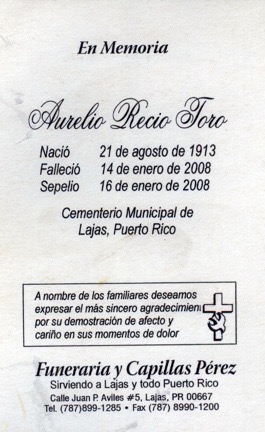 En Memoria
Aurelio Recio Toro
Nació 21 de agosto de 1913
Falleció 14 de enero de 2008
Sepelio 16 de enero de 2008
Cementerio Municipal de
Lajas, Puerto Rico
A nombre de los familiares deseamos
expresar el más sincero agradecimien
por su demostración de afecto y
cariño en sus momentos de dolor
Funeraria y Capillas Pérez
Sirviendo a Lajas y todo Puerto Rico
Calle Juan P. Aviles #5, Lajas, PR 00667
Tel. (787)899-1285 • Fax (787) 8990-1200